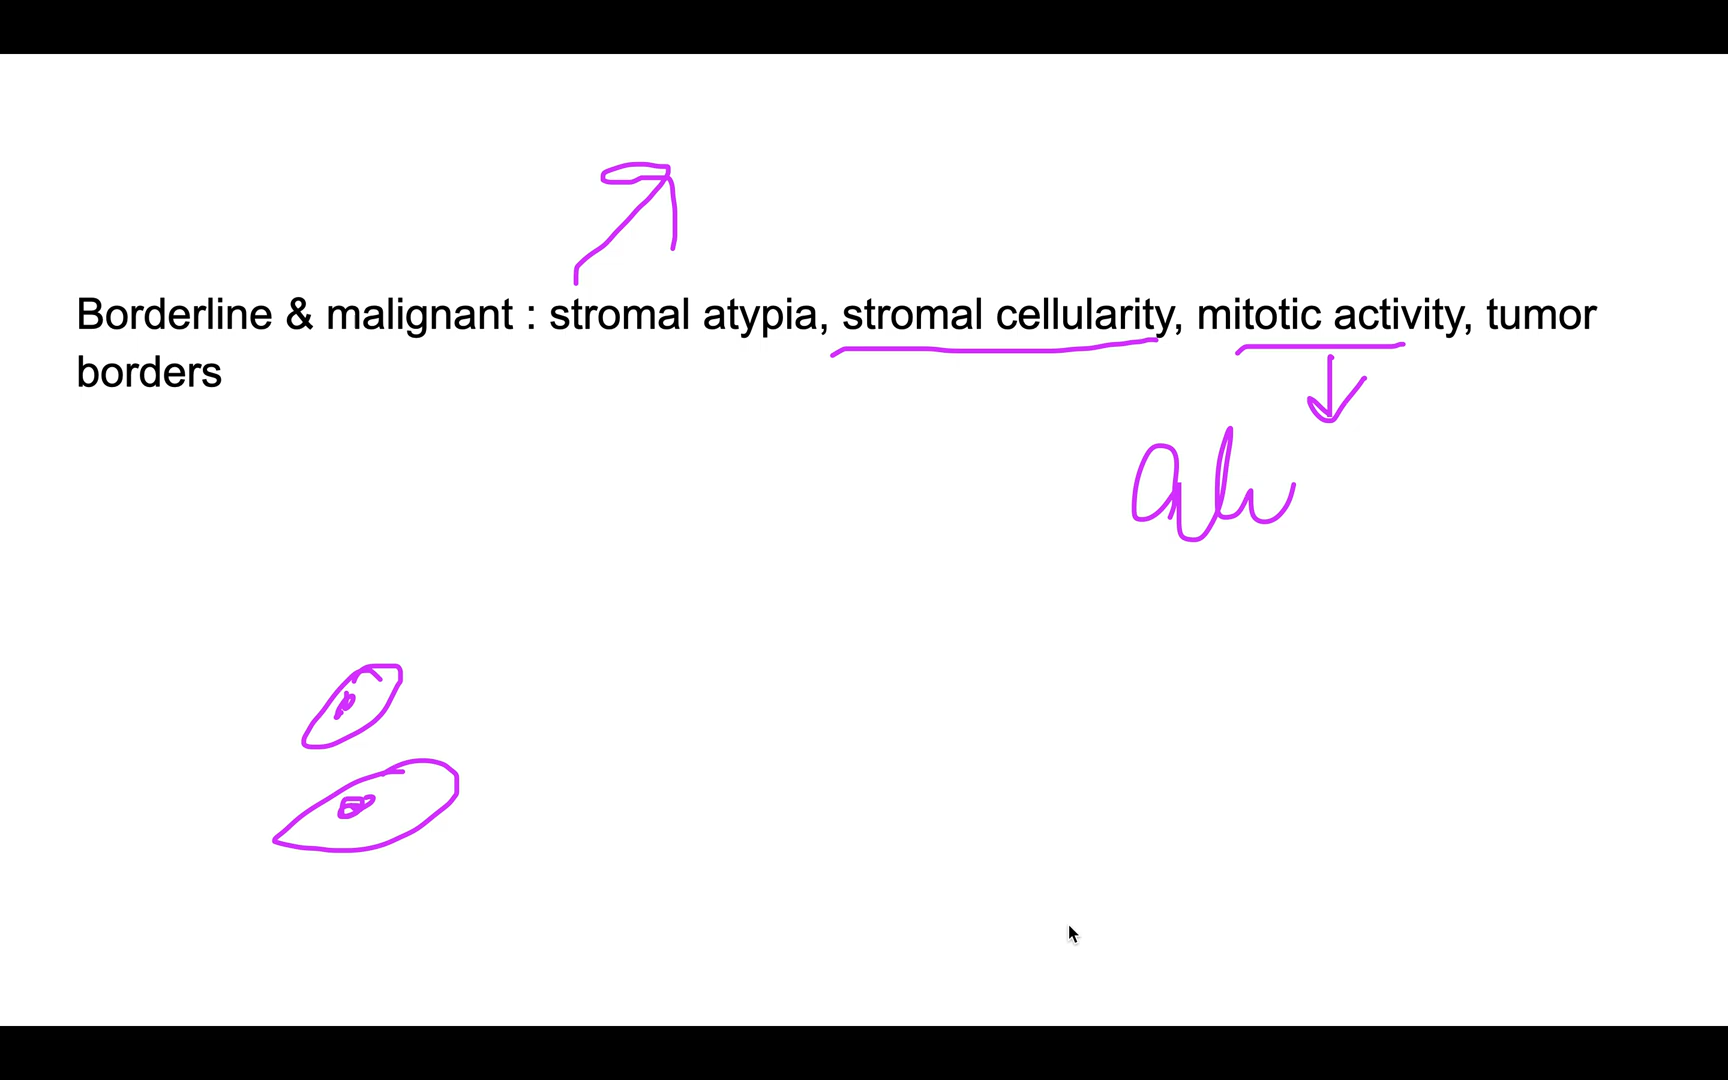 Borderline & malignant : stromal atypia, stromal cellularity, mitotic activity, tumor
borders